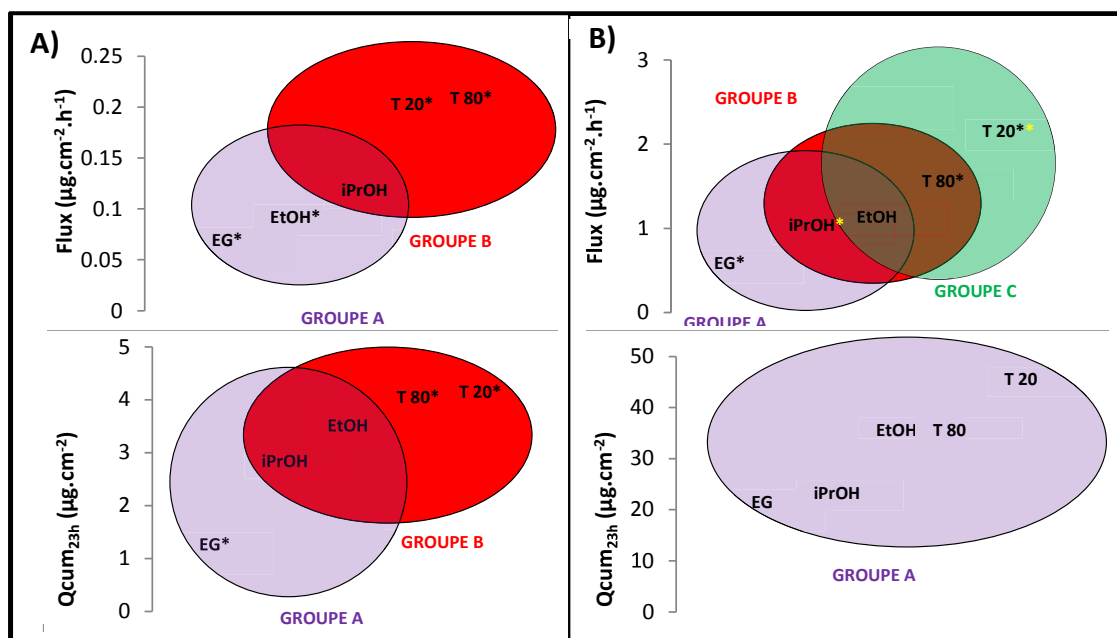 A)
Flux (µg.cm-2.h-1)
0.25
0.2
0.15
0.1
0.05
0
T 20* T 80*
iPrOH
EtOH*
EG*
GROUPE B
GROUPE A
Qcum23h (µg.cm-2)
5
4
3
2
1
0
T 80* T 20*
EtOH
iPrOH
EG*
GROUPE B
GROUPE A
B)
Flux (µg.cm-2.h-1)
3
2
1
0
GROUPE B
T 20**
T 80*
iPrOH* EtOH
EG*
GROUPE C
GROUPE A
Qcum23h (µg.cm-2)
50
40
30
20
10
0
T 20
EtOH T 80
iPrOH
EG
GROUPE A